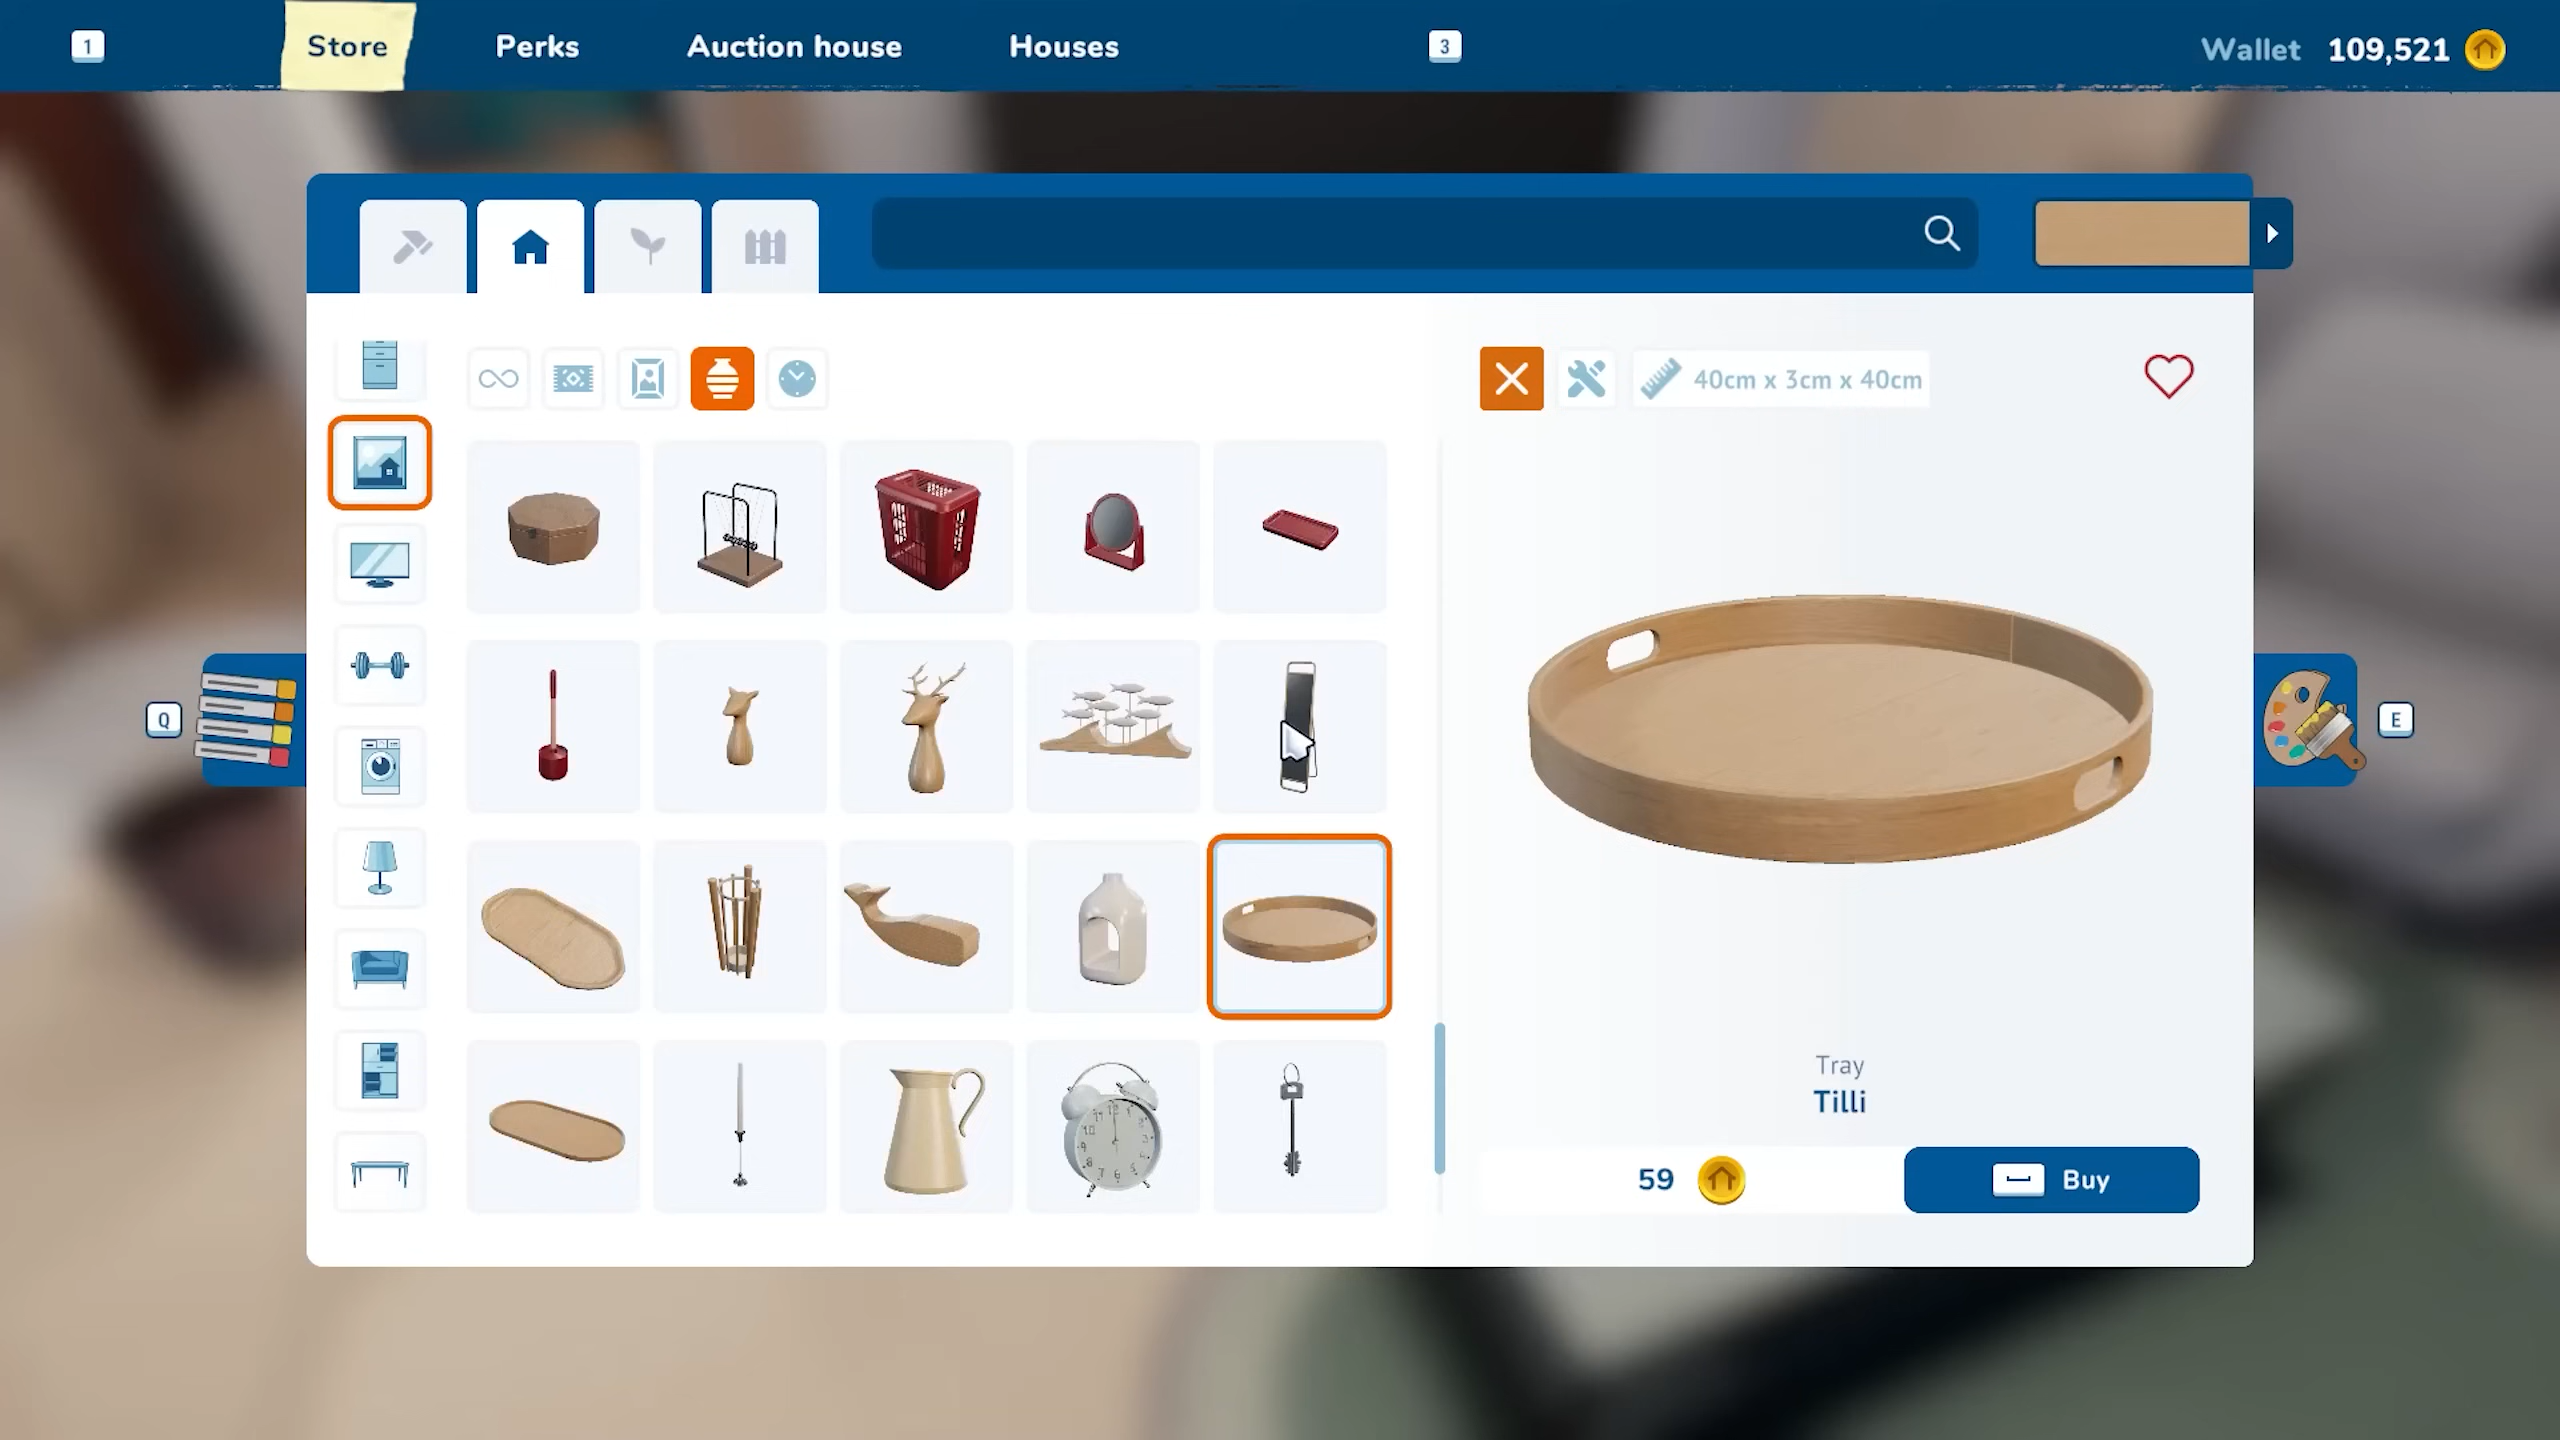 1
Store
Perks
Auction house
Houses
3
Wallet 109,521
40cm x 3cm x 40cm
Q
E
Tray
Tilli
59
Buy